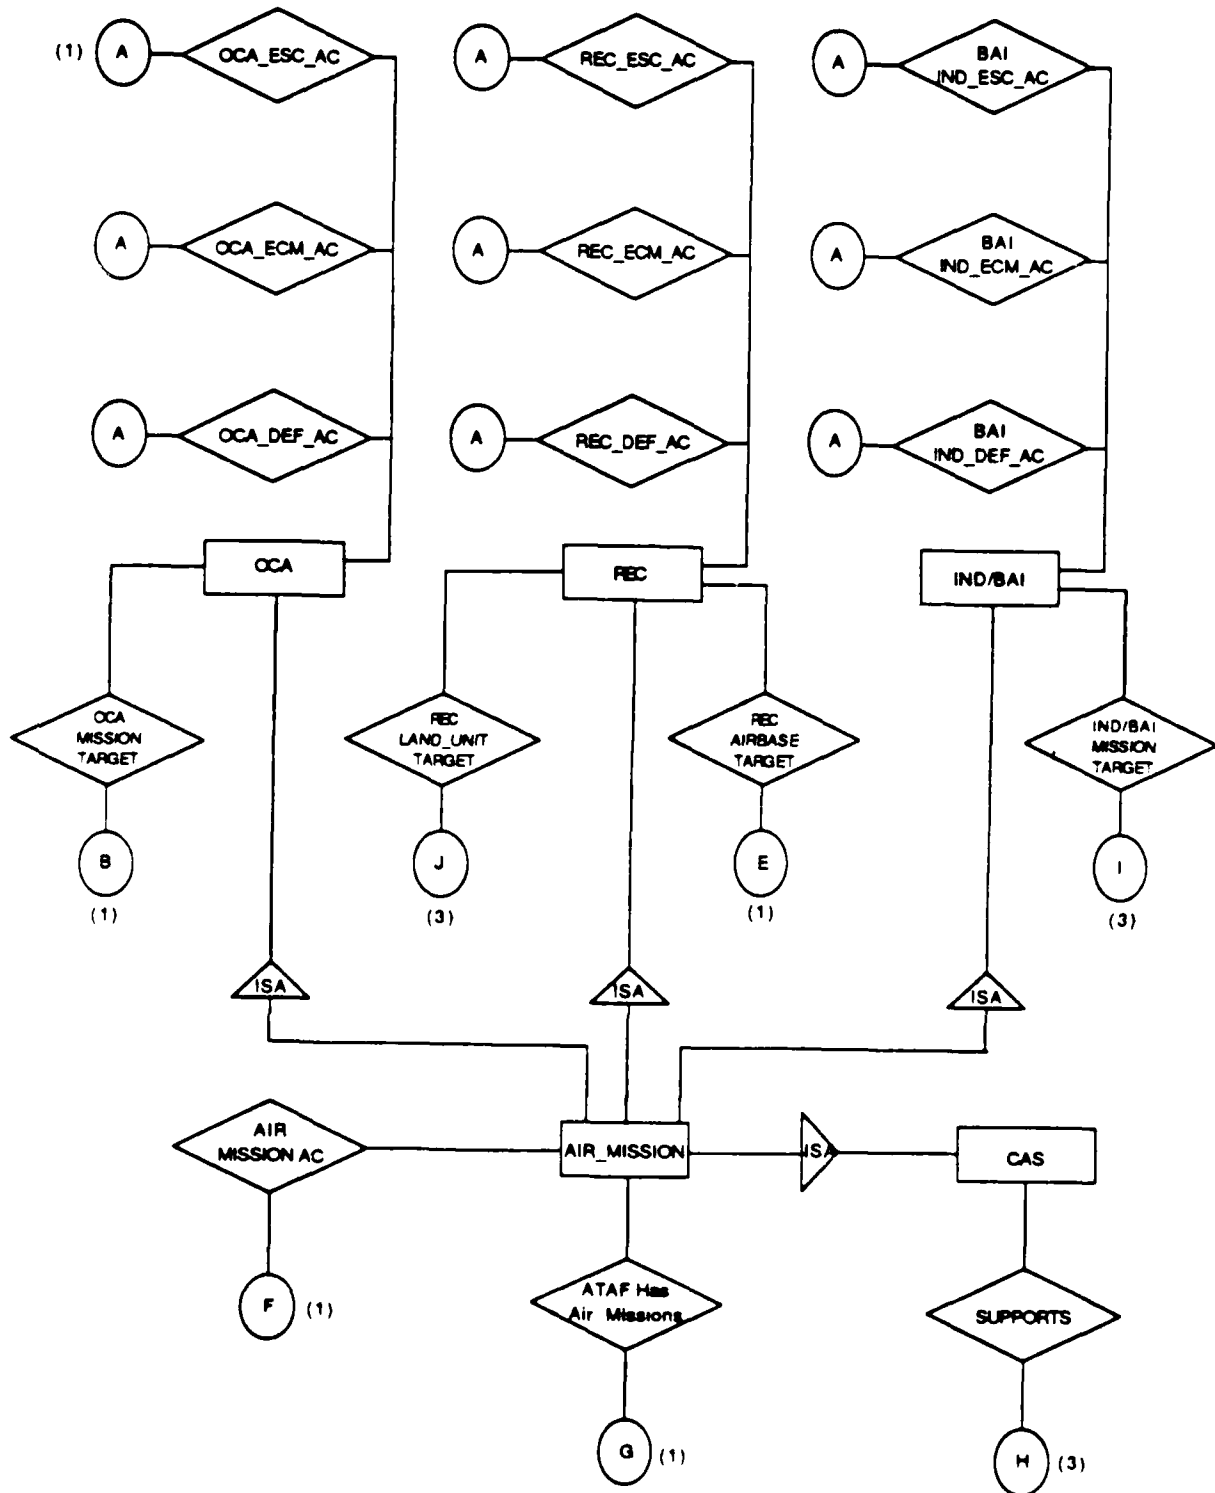 (1) A OCA_ESC_AC A REC_ESC_AC A BAI
IND_ESC_AC
A OCA_ECM_AC A REC_ECM_AC A BAI
IND_ECM_AC
A OCA_DEF_AC A REC_DEF_AC A BAI
IND_DEF_AC
OCA REC IND/BAI
OCA
MISSION
TARGET
REC
LAND_UNIT
TARGET
REC
AIRBASE
TARGET
IND/BAI
MISSION
TARGET
B J E I
(1) (3) (1) (3)
ISA ISA ISA
AIR
MISSION AC
AIR_MISSION ISA CAS
F (1)
ATAF Has
Air Missions
SUPPORTS
G (1)
H (3)